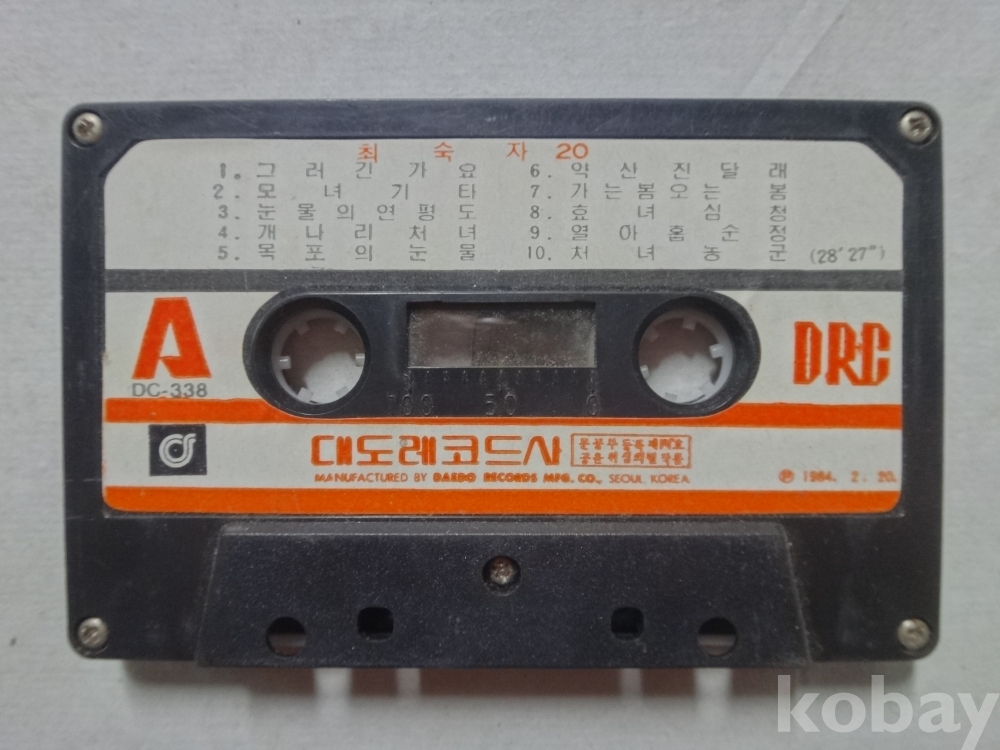 최 숙 자 20
1. 그 러 긴 가 요
2. 모 녀 기 타
3. 눈 물 의 연 평 도
4. 개 나 리 처 녀
5. 목 포 의 눈 물
6. 약 산 진 달 래
7. 가 는 봄 오 는 봄
8. 효 녀 심 청
9. 열 아 홉 순 정
10. 처 녀 농 군 (28′27″)
A
DC-338
DRC
대도레코드사
MANUFACTURED BY DAEDO RECORDS MFG. CO., SEOUL, KOREA
℗ 1984. 2. 20.
100 50 0
kobay